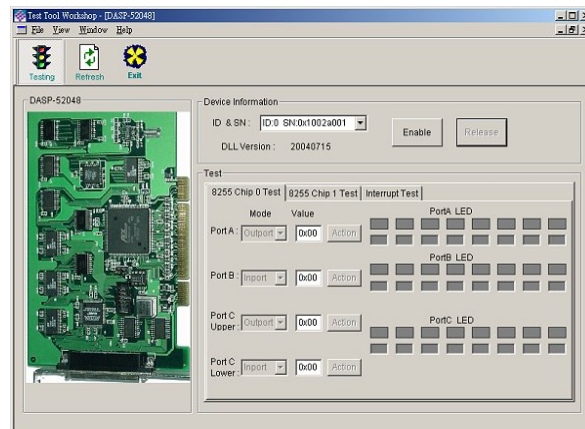 Test Tool Workshop - [DASP-52048]
File View Window Help
Testing Refresh Exit
DASP-52048
Device Information
ID & SN : ID:0 SN:0x1002a001
Enable Release
DLL Version : 20040715
Test
8255 Chip 0 Test 8255 Chip 1 Test Interrupt Test
Mode Value PortA LED
Port A : Outport 0x00 Action
PortB LED
Port B : Inport 0x00 Action
Port C Upper : Outport 0x00 Action
PortC LED
Port C Lower : Inport 0x00 Action